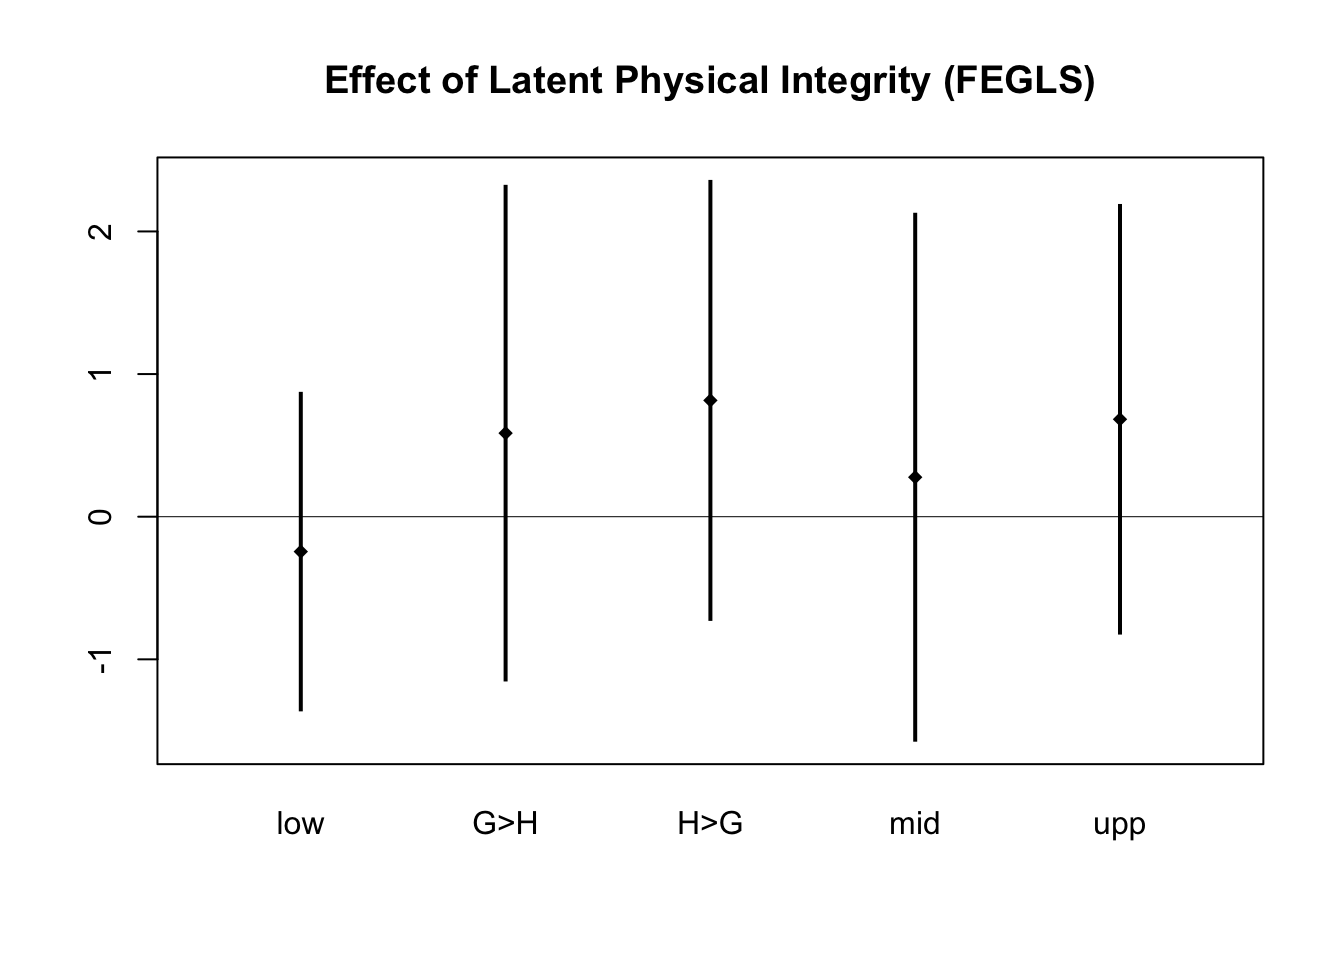 Effect of Latent Physical Integrity (FEGLS)
2
1
0
-1
low G>H H>G mid upp